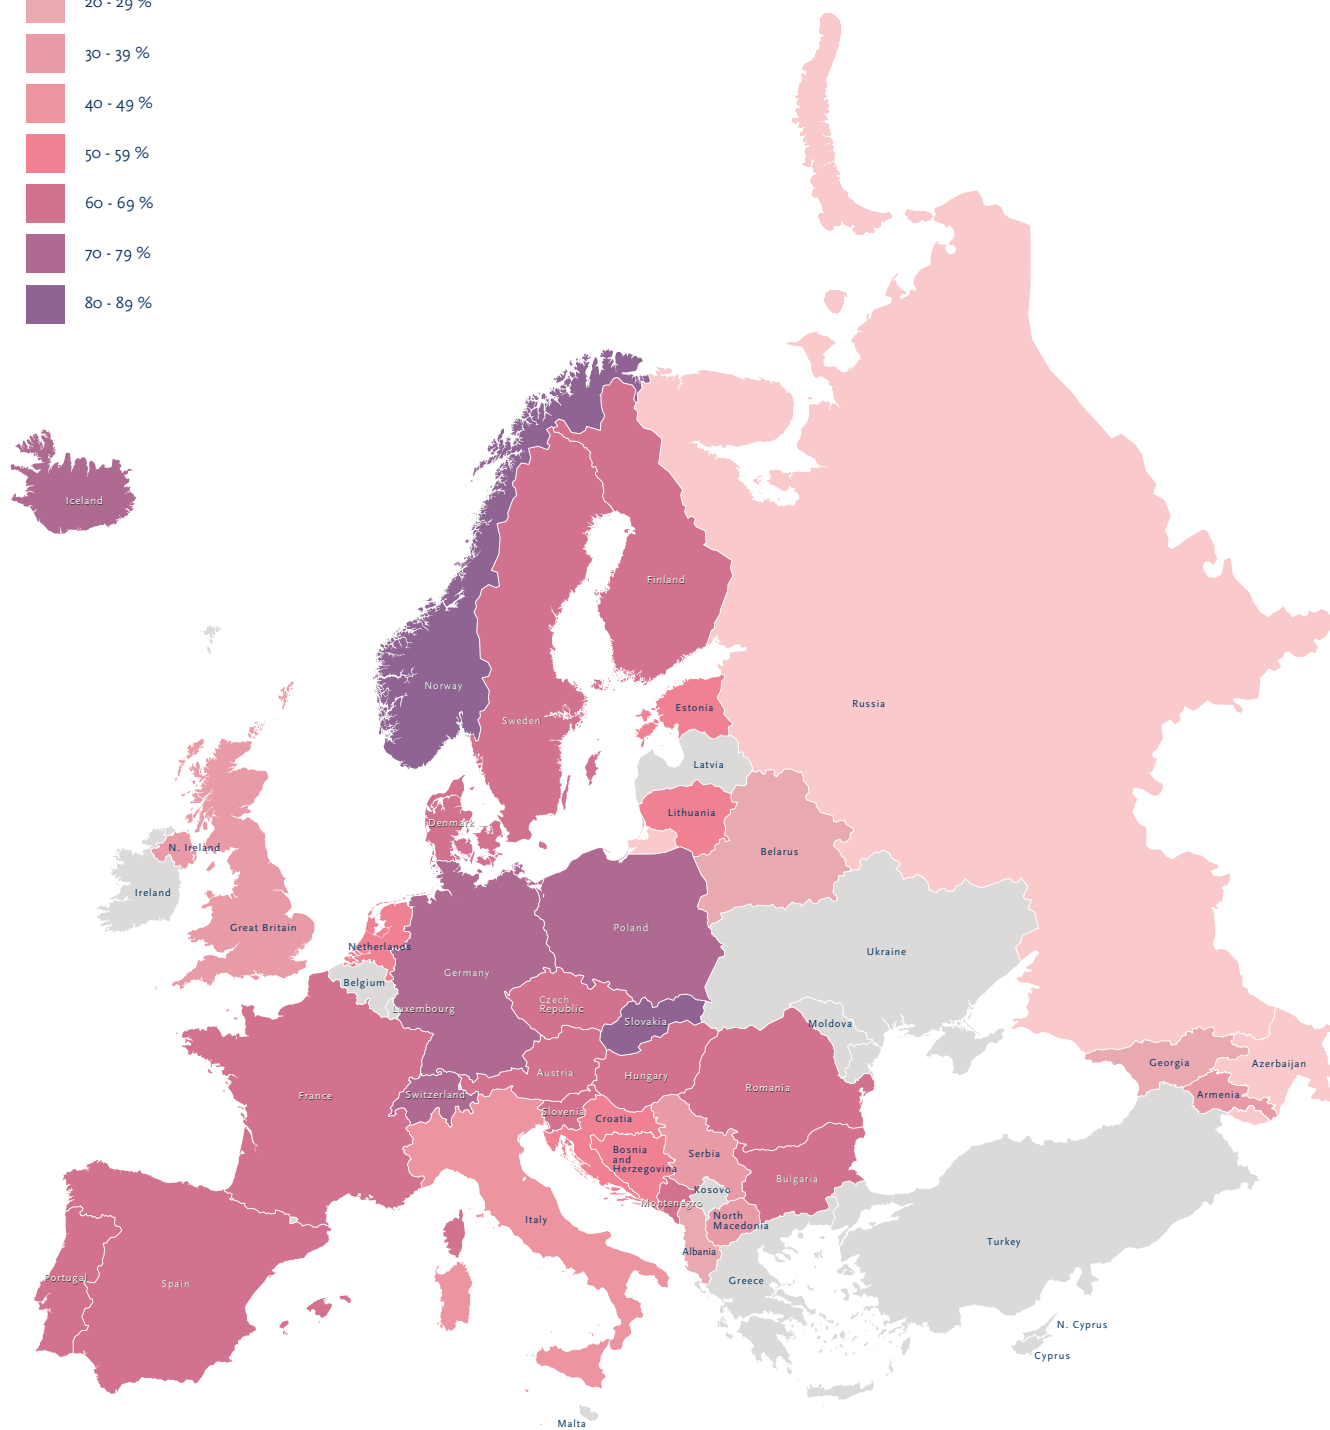 20 - 29 %
30 - 39 %
40 - 49 %
50 - 59 %
60 - 69 %
70 - 79 %
80 - 89 %
Iceland
Finland
Norway
Russia
Estonia
Sweden
Latvia
Lithuania
Denmark
N. Ireland
Belarus
Ireland
Great Britain
Poland
Netherlands
Ukraine
Germany
Belgium
Czech
Republic
Luxembourg
Slovakia
Moldova
Georgia
Azerbaijan
Austria
Hungary
Romania
France
Switzerland
Armenia
Slovenia
Croatia
Bosnia
and
Herzegovina
Serbia
Bulgaria
Kosovo
Montenegro
North
Macedonia
Italy
Albania
Turkey
Portugal
Spain
Greece
N. Cyprus
Cyprus
Malta